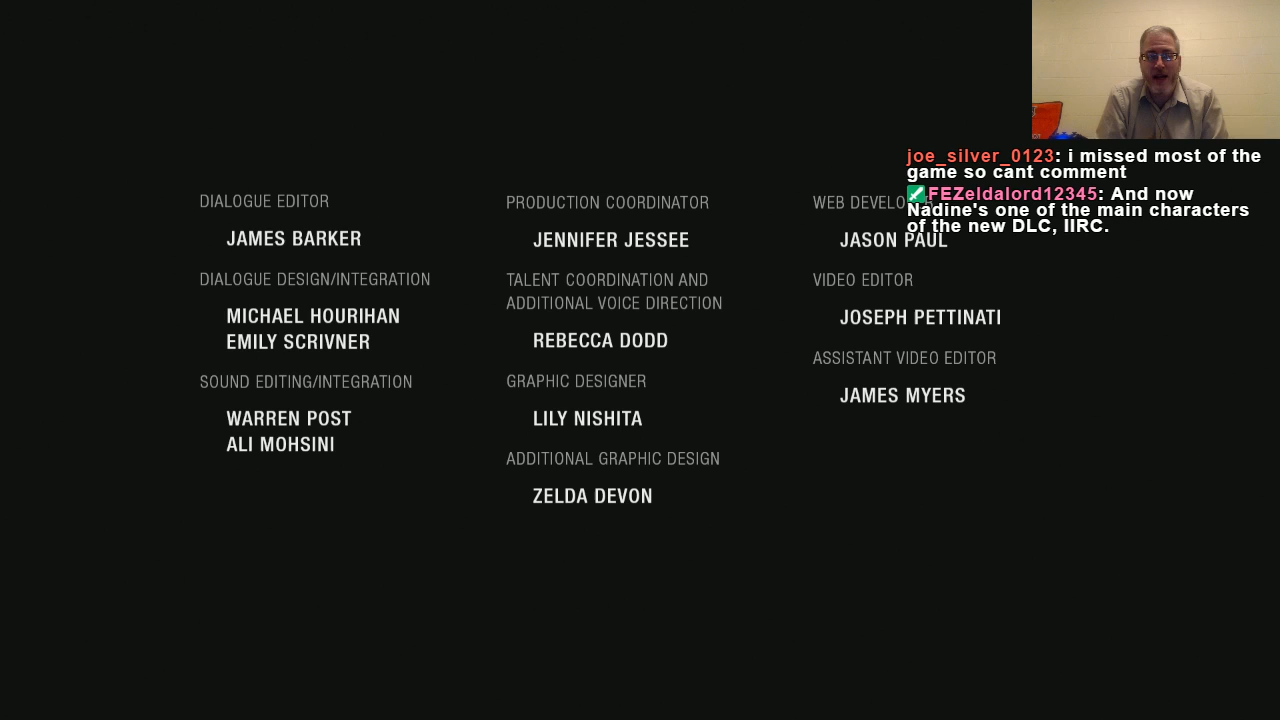 DIALOGUE EDITOR
JAMES BARKER
DIALOGUE DESIGN/INTEGRATION
MICHAEL HOURIHAN
EMILY SCRIVNER
SOUND EDITING/INTEGRATION
WARREN POST
ALI MOHSINI
PRODUCTION COORDINATOR
JENNIFER JESSEE
TALENT COORDINATION AND
ADDITIONAL VOICE DIRECTION
REBECCA DODD
GRAPHIC DESIGNER
LILY NISHITA
ADDITIONAL GRAPHIC DESIGN
ZELDA DEVON
WEB
JASON PAUL
VIDEO EDITOR
JOSEPH PETTINATI
ASSISTANT VIDEO EDITOR
JAMES MYERS
joe_silver_0123: i missed most of the
game so cant comment
FEZeldalord12345: And now
Nadine's one of the main characters
of the new DLC, IIRC.